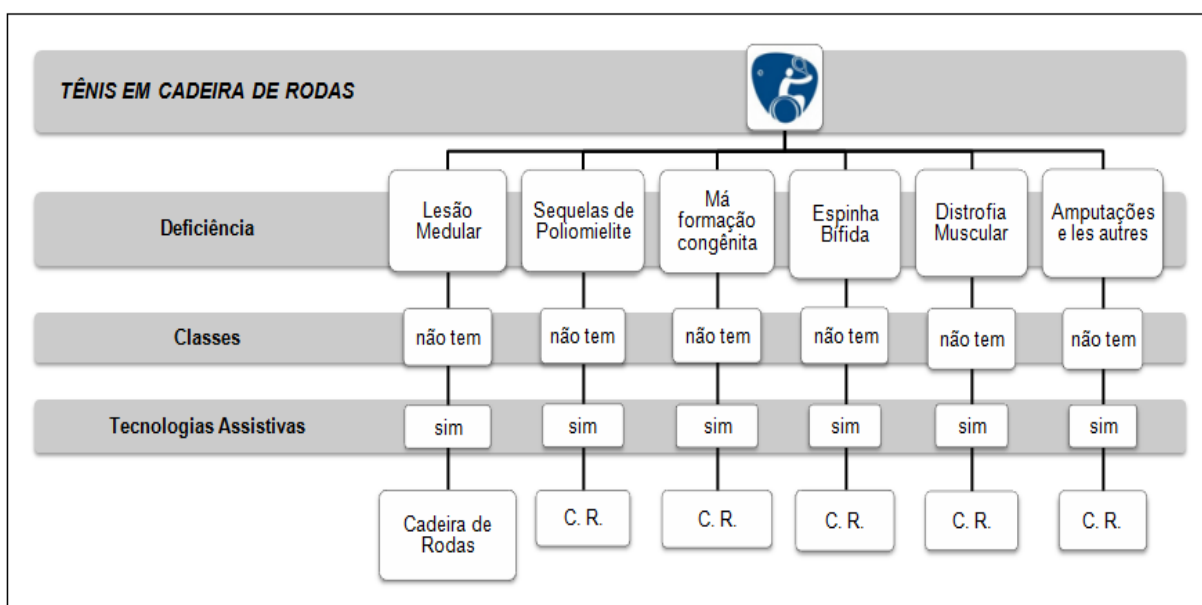 TÊNIS EM CADEIRA DE RODAS
Deficiência
Lesão
Medular
Sequelas de
Poliomielite
Má
formação
congênita
Espinha
Bífida
Distrofia
Muscular
Amputações
e les autres
Classes
não tem
não tem
não tem
não tem
não tem
não tem
Tecnologias Assistivas
sim
sim
sim
sim
sim
sim
Cadeira de
Rodas
C. R.
C. R.
C. R.
C. R.
C. R.